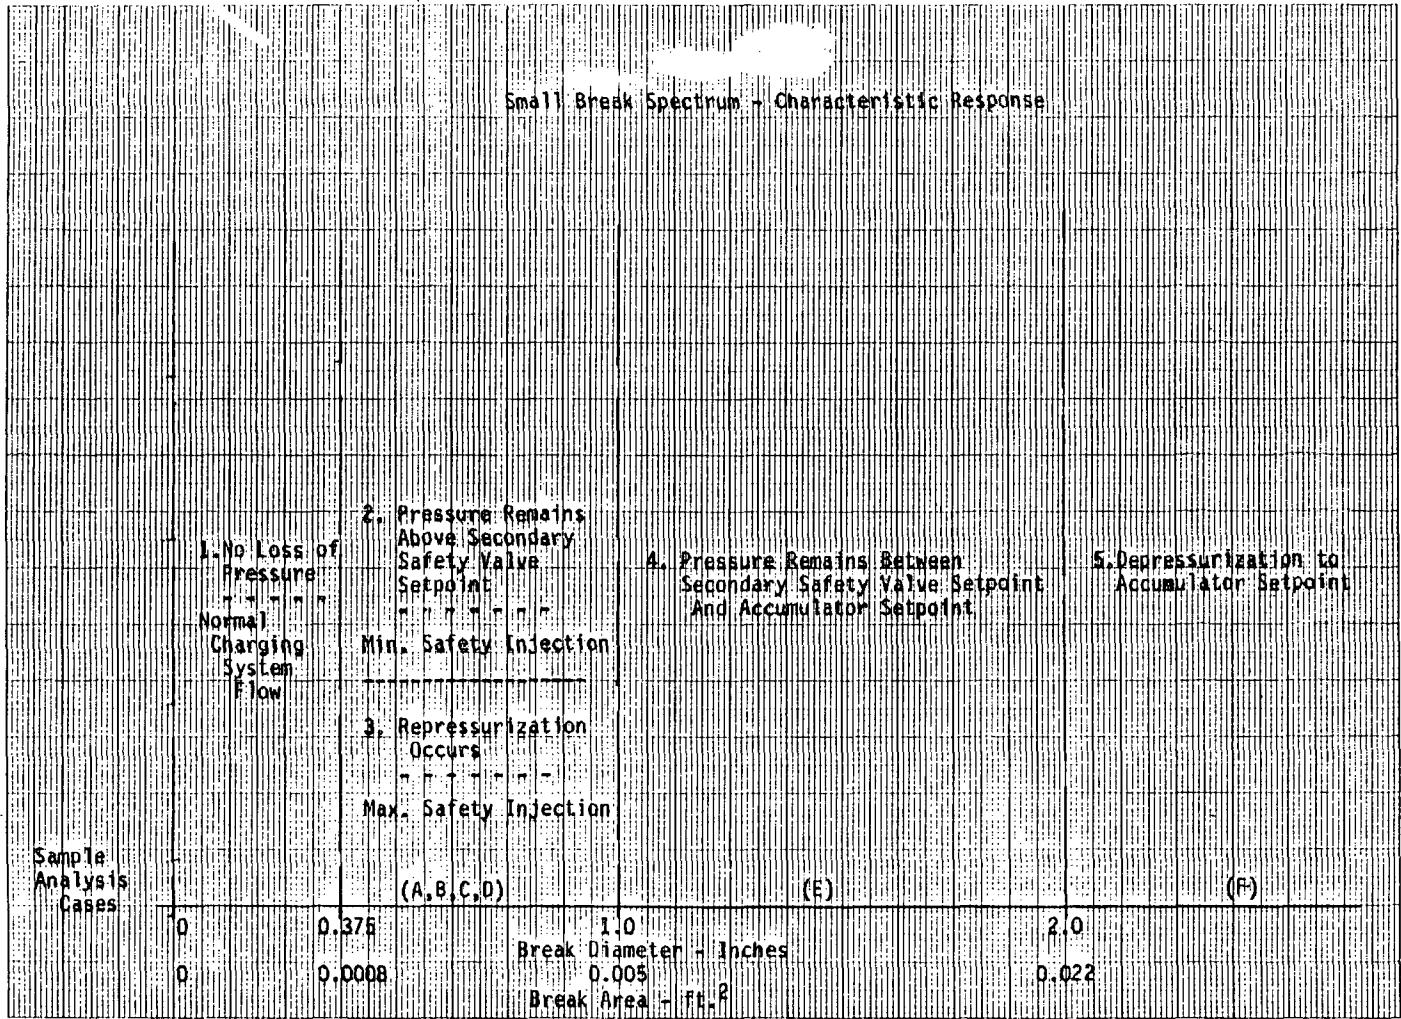 Small Break Spectrum - Characteristic Response
1. No Loss of
Pressure
- - - - -
Normal
Charging
System
Flow
2. Pressure Remains
Above Secondary
Safety Valve
Setpoint
- - - - - - -
Min. Safety Injection
-------------------
3. Repressurization
Occurs
- - - - - - -
Max. Safety Injection
4. Pressure Remains Between
Secondary Safety Valve Setpoint
And Accumulator Setpoint
5. Depressurization to
Accumulator Setpoint
Sample
Analysis
Cases
(A,B,C,D)
(E)
(F)
0 0.375 1.0 2.0
Break Diameter - Inches
0 0.0008 0.005 0.022
Break Area - ft.2